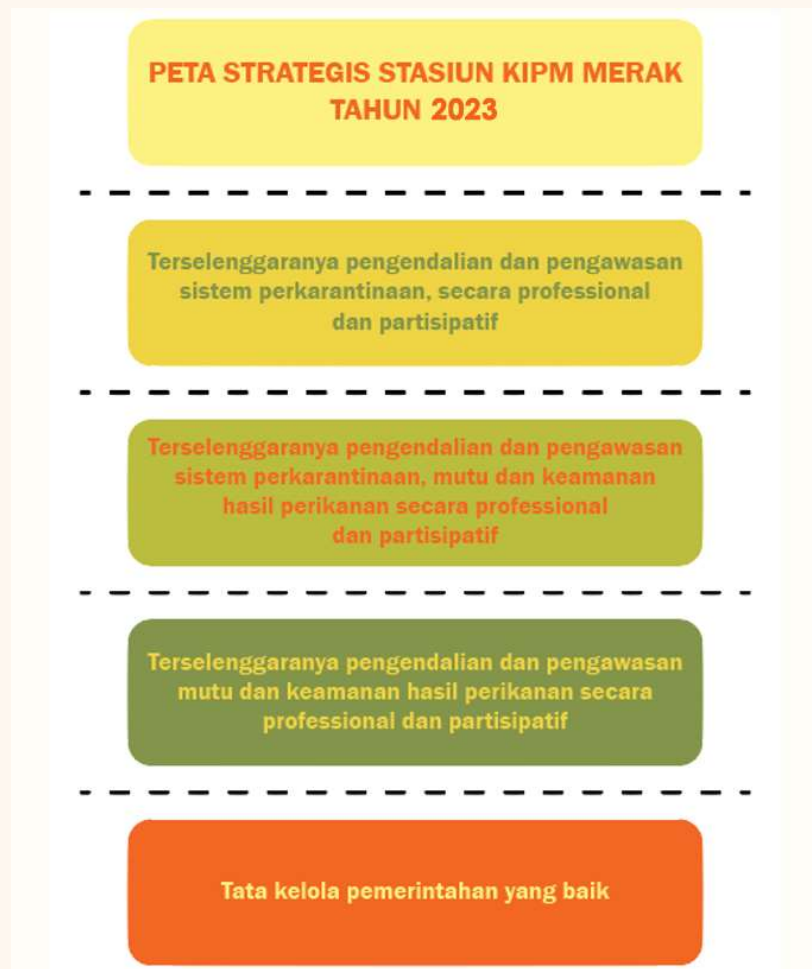 PETA STRATEGIS STASIUN KIPM MERAK
TAHUN 2023
Terselenggaranya pengendalian dan pengawasan
sistem perkarantinaan, secara professional
dan partisipatif
Terselenggaranya pengendalian dan pengawasan
sistem perkarantinaan, mutu dan keamanan
hasil perikanan secara professional
dan partisipatif
Terselenggaranya pengendalian dan pengawasan
mutu dan keamanan hasil perikanan secara
professional dan partisipatif
Tata kelola pemerintahan yang baik